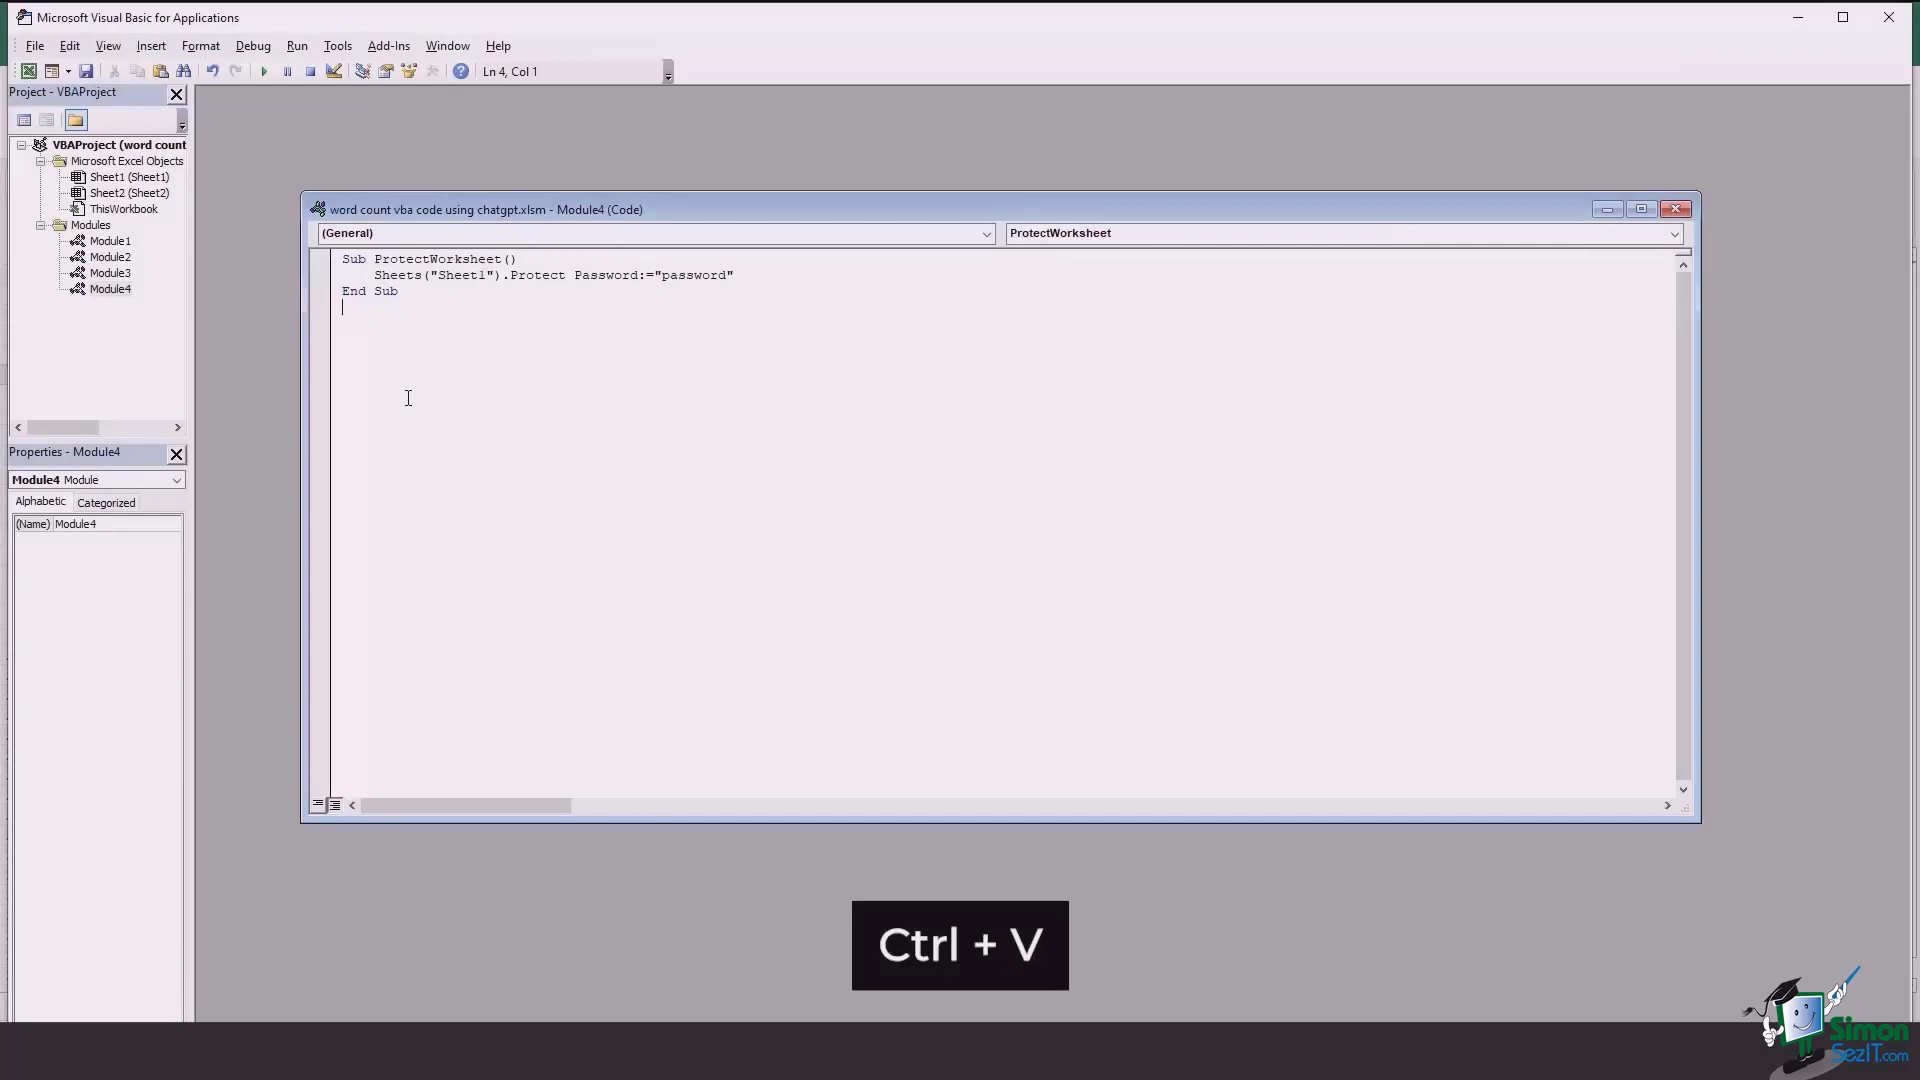 Microsoft Visual Basic for Applications
File Edit View Insert Format Debug Run Tools Add-Ins Window Help
Ln 4, Col 1
Project - VBAProject
VBAProject (word count
Microsoft Excel Objects
Sheet1 (Sheet1)
Sheet2 (Sheet2)
ThisWorkbook
Modules
Module1
Module2
Module3
Module4
Properties - Module4
Module4 Module
Alphabetic Categorized
(Name) Module4
word count vba code using chatgpt.xlsm - Module4 (Code)
(General) ProtectWorksheet
Sub ProtectWorksheet()
    Sheets("Sheet1").Protect Password:="password"
End Sub
Ctrl + V
Simon
SezIT.com